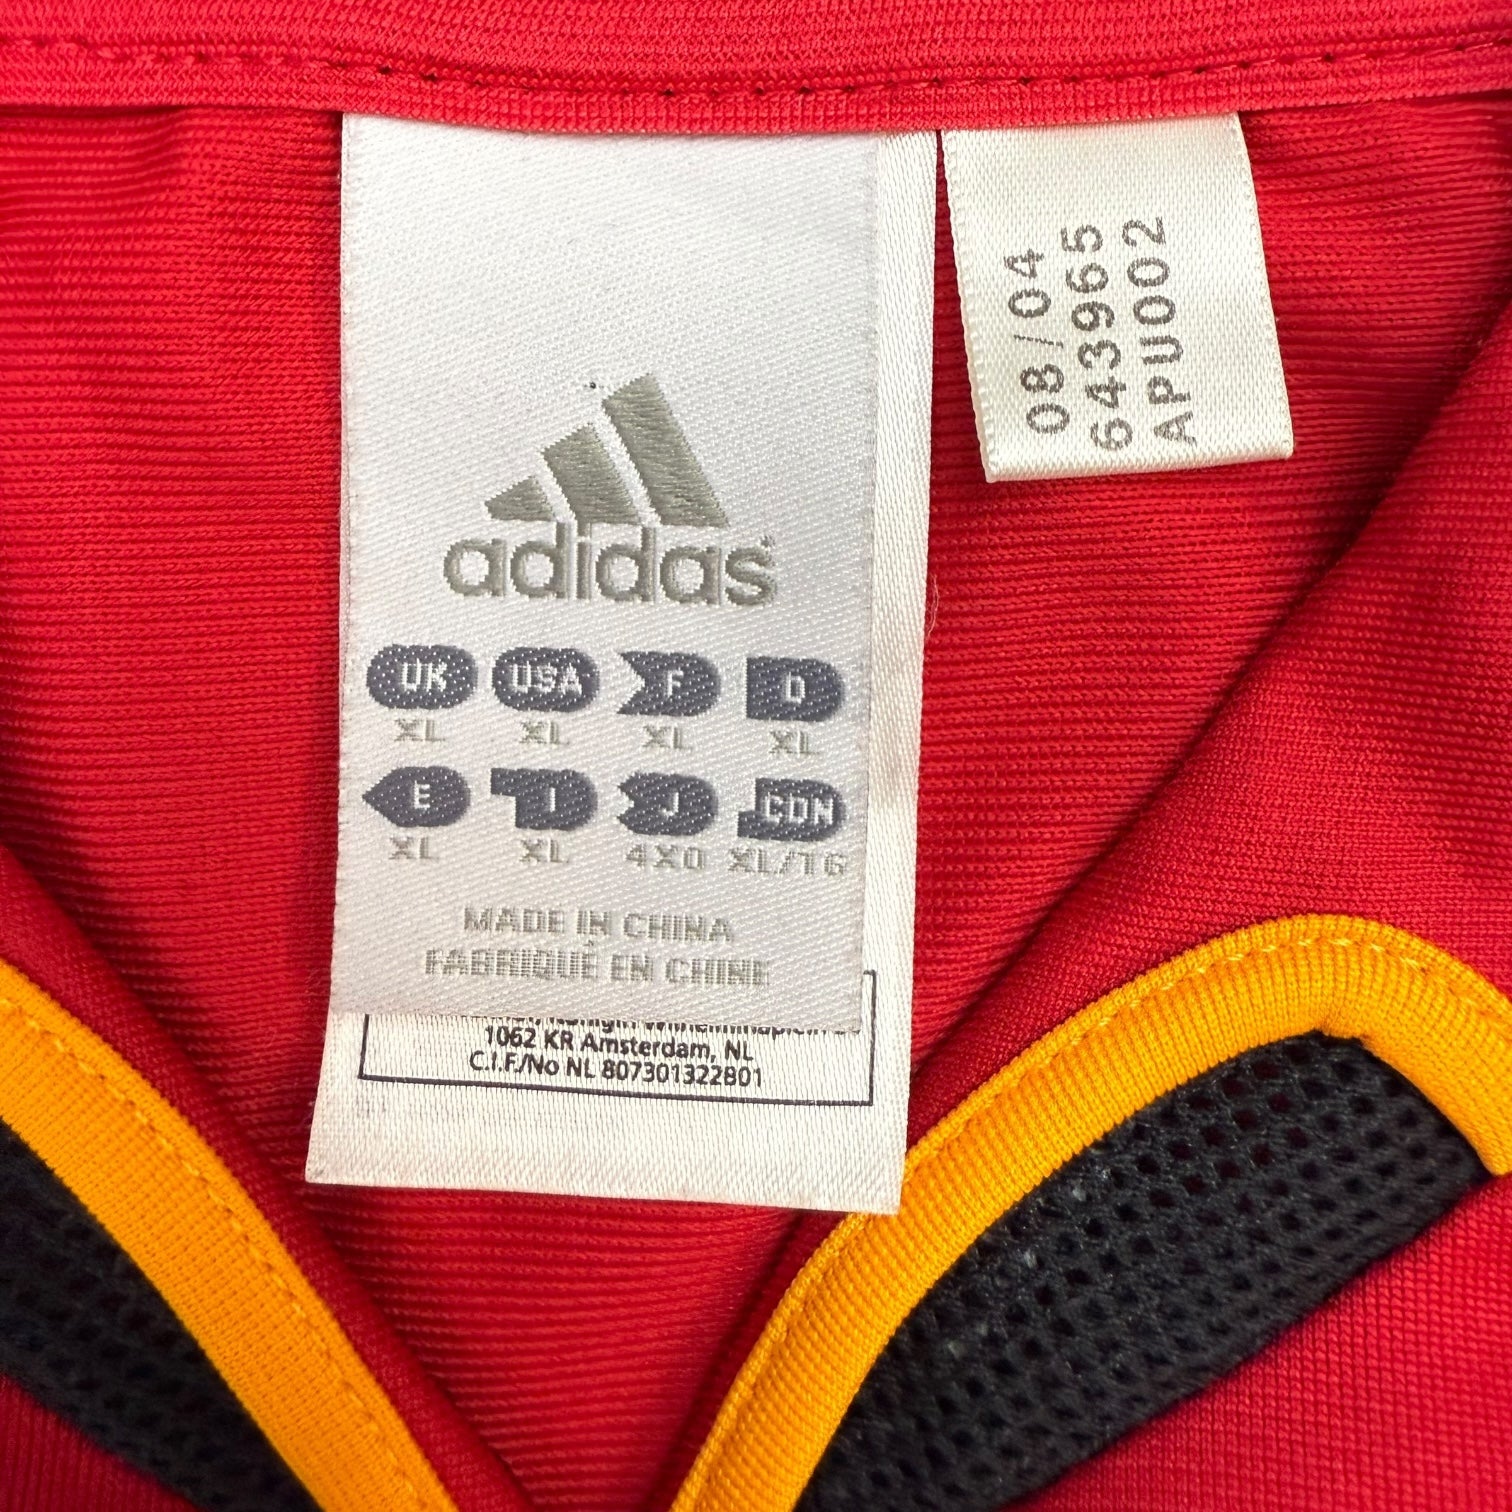 adidas
UK USA F D
XL XL XL XL
E I J CDN
XL XL 4XO XL/16
MADE IN CHINA
FABRIQUÉ EN CHINE
1062 KR Amsterdam, NL
C.I.F./No NL 807301322B01
08/04
643965
APU002